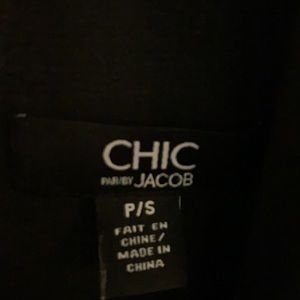 CHIC
PAR/BY JACOB
P/S
FAIT EN
CHINE/
MADE IN
CHINA